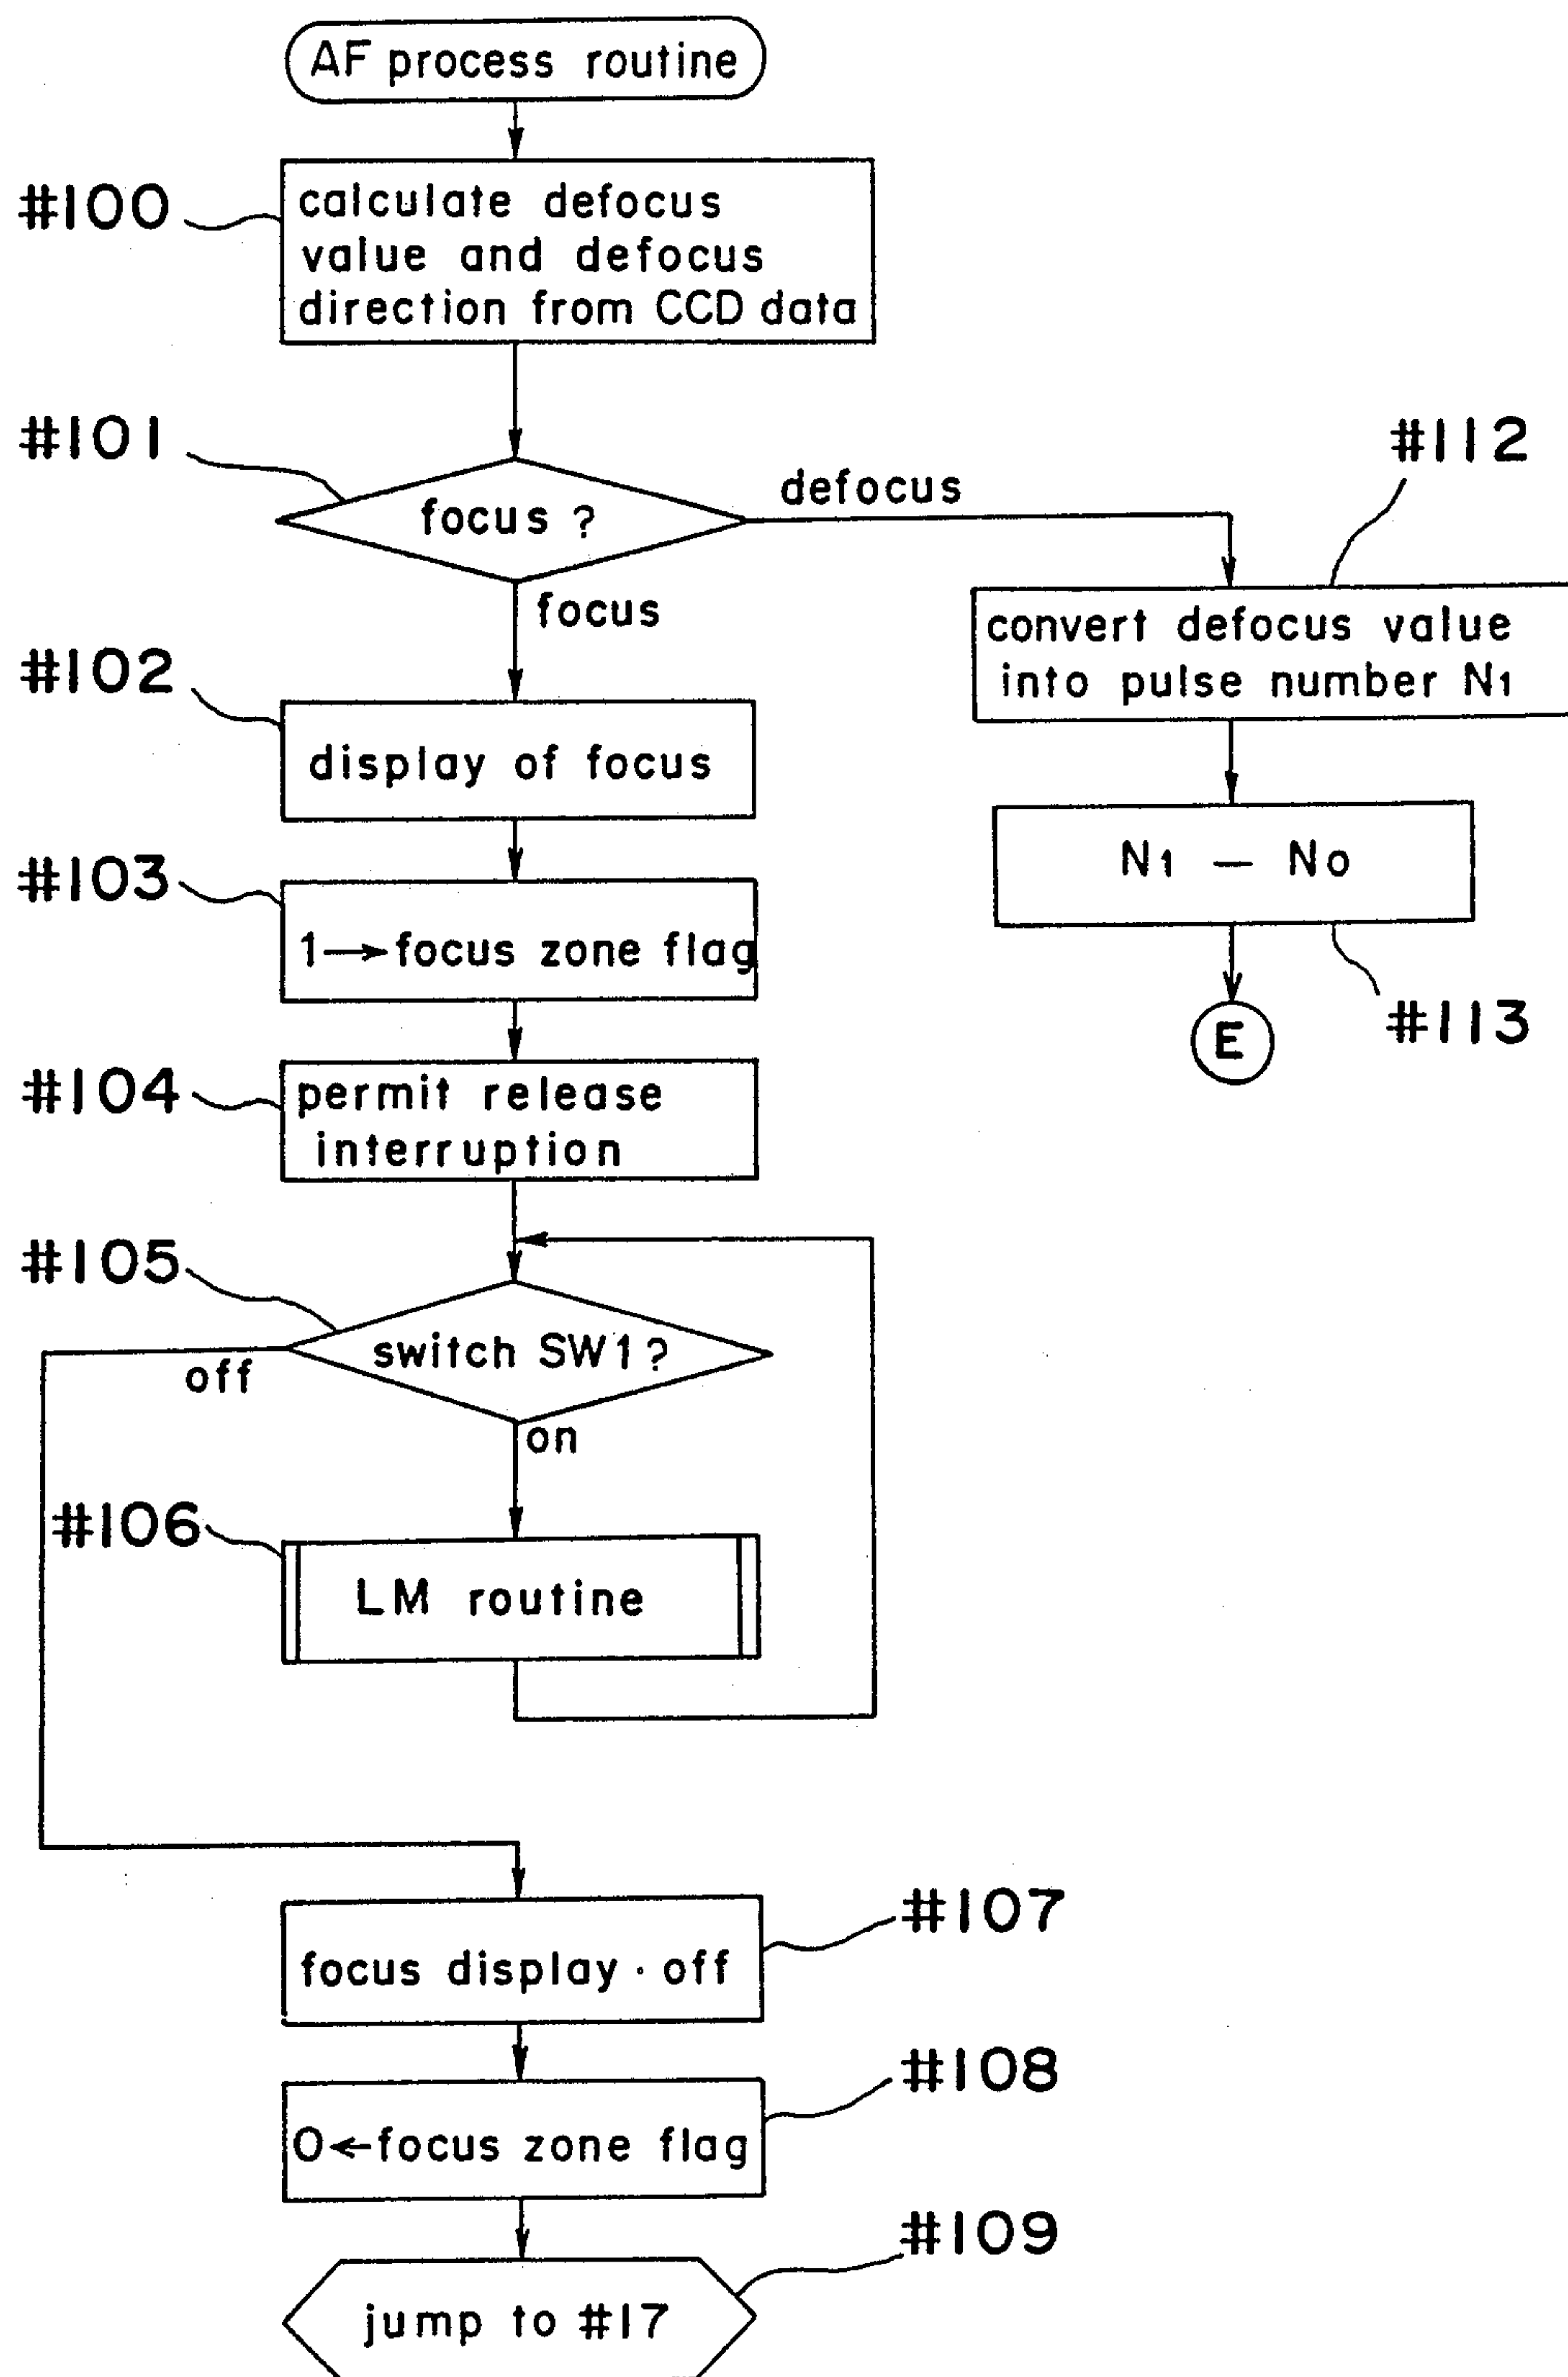 AF process routine
#100
calculate defocus
value and defocus
direction from CCD data
#101
focus ?
defocus
#112
focus
convert defocus value
into pulse number N1
#102
display of focus
N1 — No
#103
1→focus zone flag
#113
E
#104
permit release
interruption
#105
switch SW1?
off
on
#106
LM routine
#107
focus display · off
#108
0←focus zone flag
#109
jump to #17